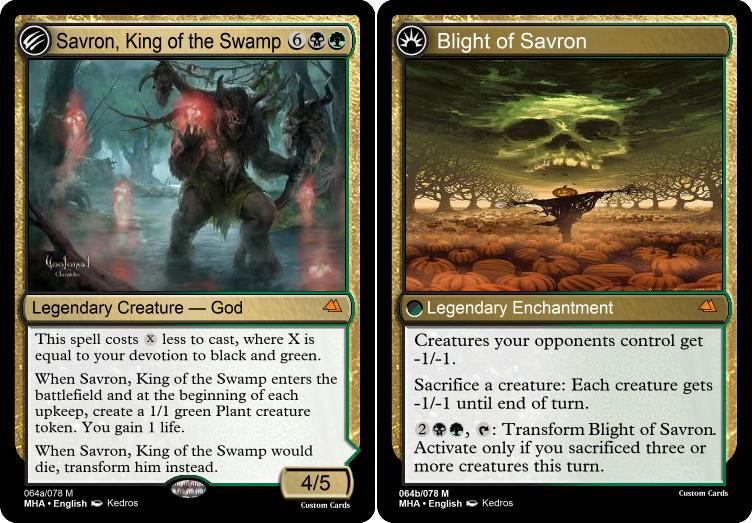 Savron, King of the Swamp 6
Legendary Creature — God
This spell costs X less to cast, where X is
equal to your devotion to black and green.
When Savron, King of the Swamp enters the
battlefield and at the beginning of each
upkeep, create a 1/1 green Plant creature
token. You gain 1 life.
When Savron, King of the Swamp would
die, transform him instead.
4/5
064a/078 M
MHA • English Kedros
Custom Cards
Blight of Savron
Legendary Enchantment
Creatures your opponents control get
-1/-1.
Sacrifice a creature: Each creature gets
-1/-1 until end of turn.
2 , : Transform Blight of Savron.
Activate only if you sacrificed three or
more creatures this turn.
064b/078 M
MHA • English Kedros
Custom Cards